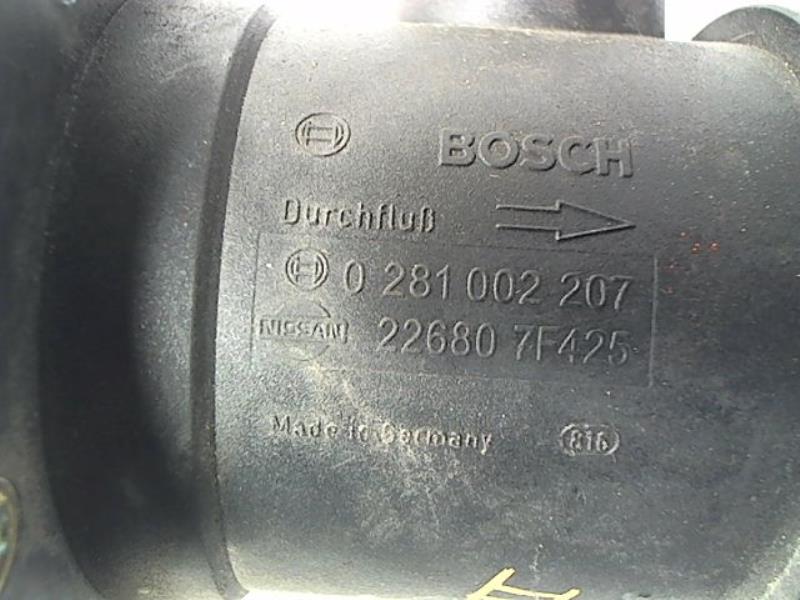 BOSCH
Durchfluß
0 281 002 207
NISSAN 22680 7F425
Made in Germany 816